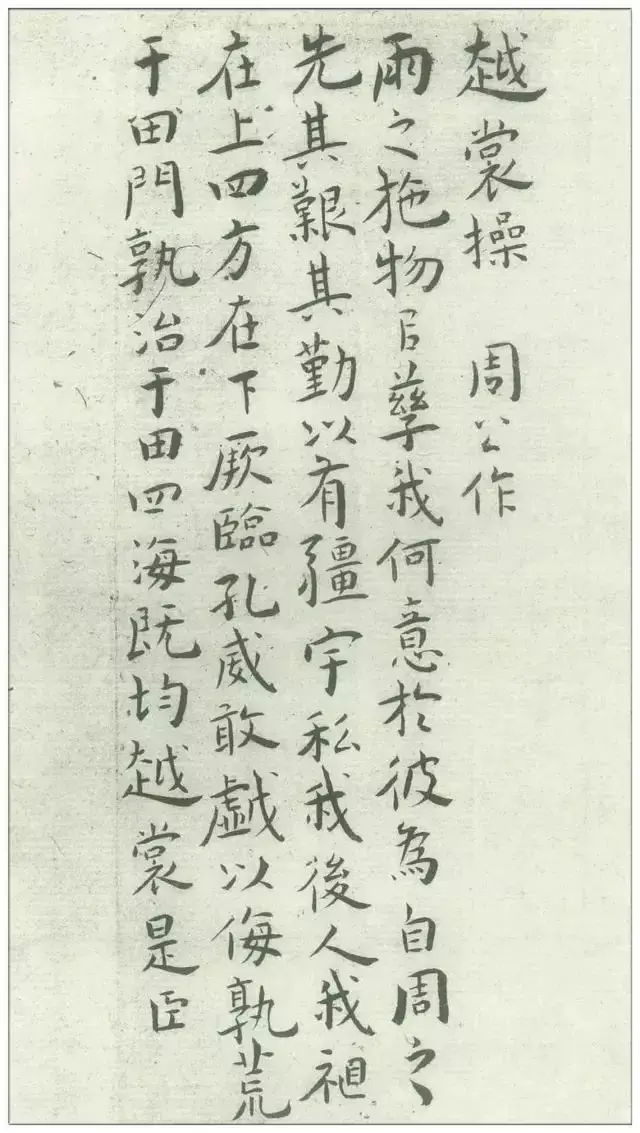 越裳操 周公作
雨之施物㠯孳我何意於彼為自周之
先其艱其勤以有疆宇私我後人我祖
在上四方在下厥臨孔威敢戲以侮孰荒
于田門孰治于田四海既均越裳是臣